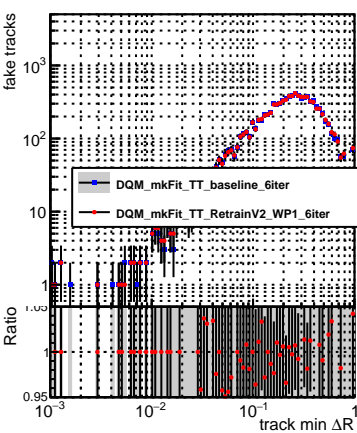 fake tracks
10³
10²
10
1
DQM_mkFit_TT_baseline_6iter
DQM_mkFit_TT_RetrainV2_WP1_6iter
Ratio
1.05
1
0.95
10⁻³ 10⁻² 10⁻¹ 1
track min ΔR